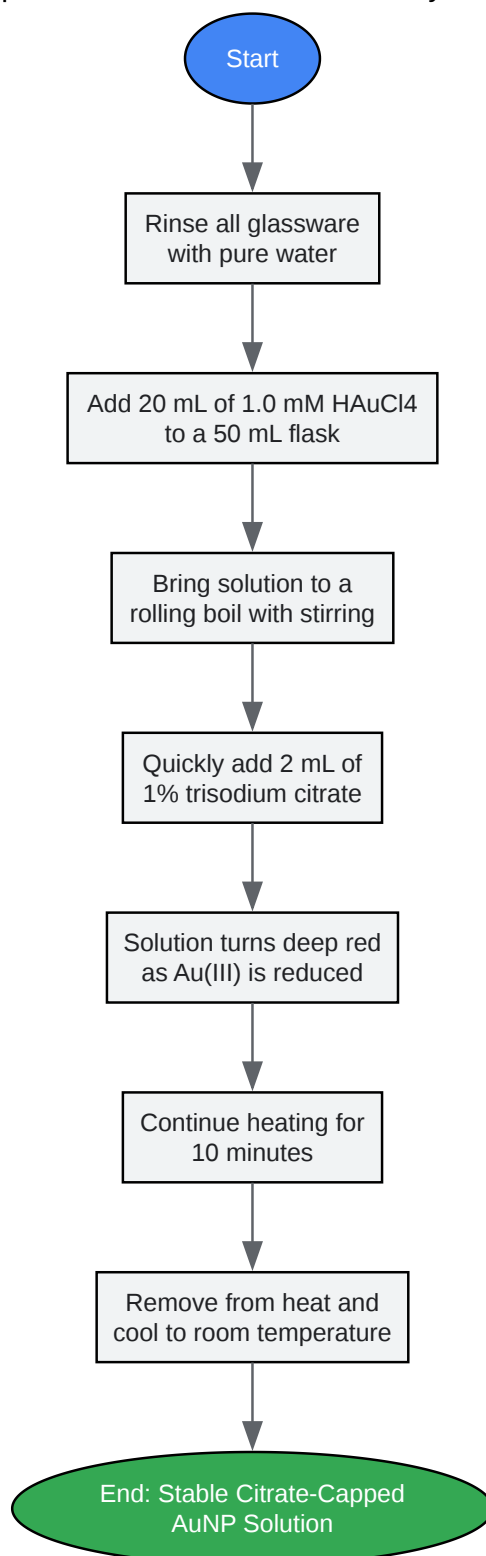 Start
Rinse all glassware
with pure water
Add 20 mL of 1.0 mM HAuCl4
to a 50 mL flask
Bring solution to a
rolling boil with stirring
Quickly add 2 mL of
1% trisodium citrate
Solution turns deep red
as Au(III) is reduced
Continue heating for
10 minutes
Remove from heat and
cool to room temperature
End: Stable Citrate-Capped
AuNP Solution